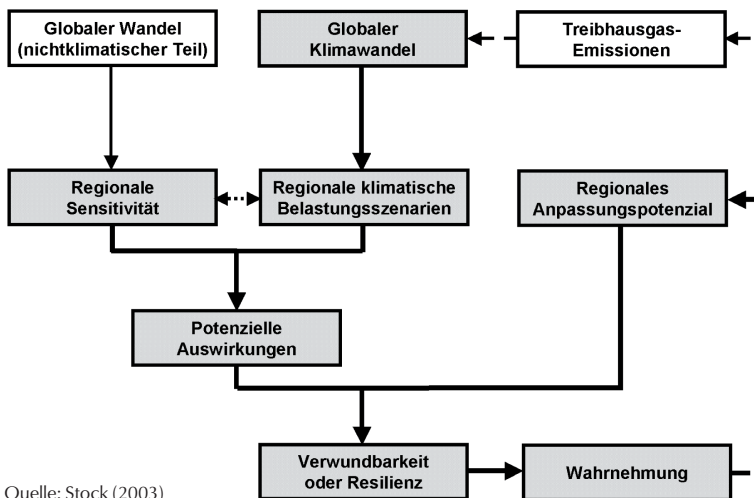 Globaler Wandel
(nichtklimatischer Teil)
Globaler
Klimawandel
Treibhausgas-
Emissionen
Regionale
Sensitivität
Regionale klimatische
Belastungsszenarien
Regionales
Anpassungspotenzial
Potenzielle
Auswirkungen
Verwundbarkeit
oder Resilienz
Wahrnehmung
Quelle: Stock (2003)